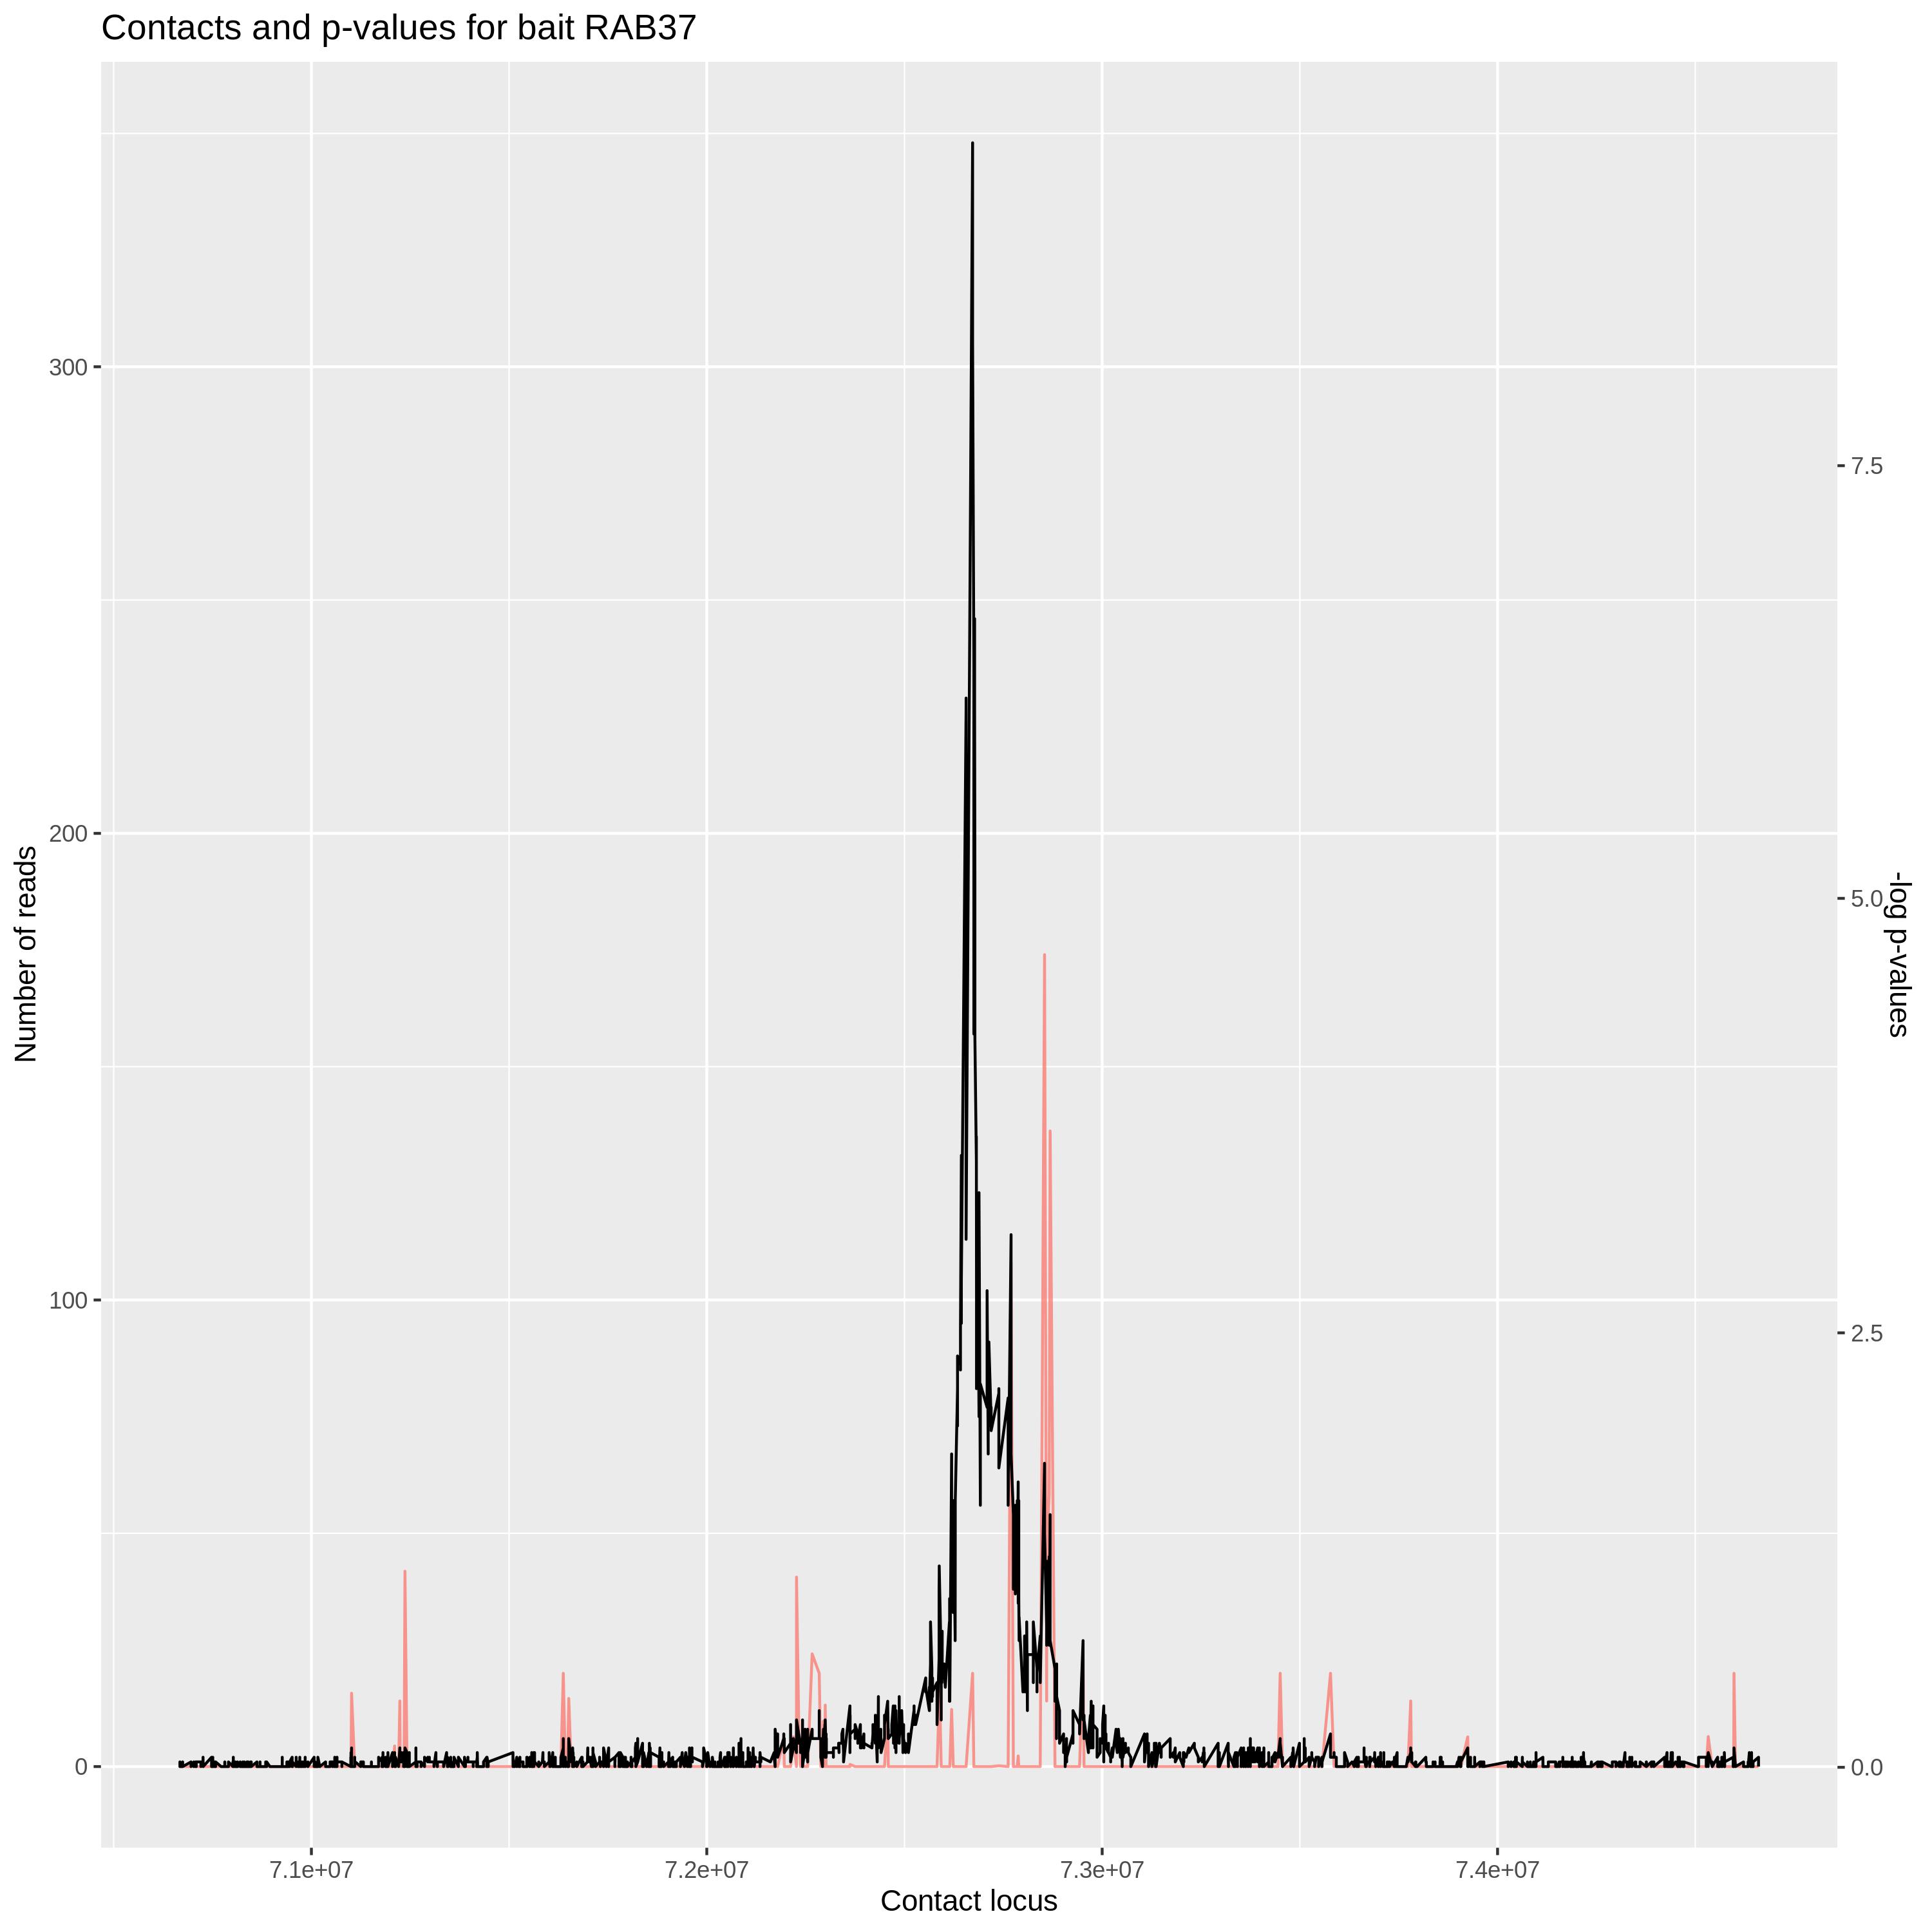 Contacts and p-values for bait RAB37
300
200
100
0
Number of reads
7.5
5.0
2.5
0.0
-log p-values
7.1e+07
7.2e+07
7.3e+07
7.4e+07
Contact locus